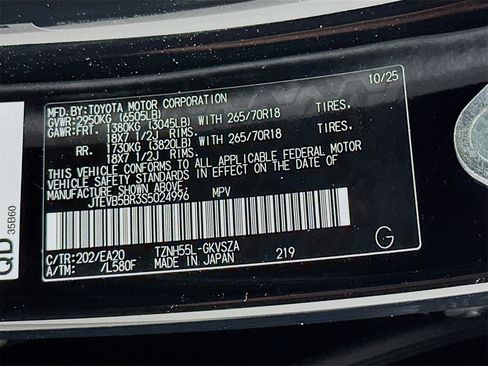 MFD.BY:TOYOTA MOTOR CORPORATION 10/25
GVWR:2950KG (6505LB)
GAWR:FRT. 1380KG (3045LB) WITH 265/70R18 TIRES.
18X7 1/2J RIMS.
RR. 1730KG (3820LB) WITH 265/70R18 TIRES.
18X7 1/2J RIMS.
THIS VEHICLE CONFORMS TO ALL APPLICABLE FEDERAL MOTOR
VEHICLE SAFETY STANDARDS IN EFFECT ON THE DATE OF
MANUFACTURE SHOWN ABOVE.
JTEVB5BR3S5024996 MPV
C/TR:202/EA20 TZNH55L-GKVSZA
A/TM: /L580F MADE IN JAPAN 219 G
QD
35B60